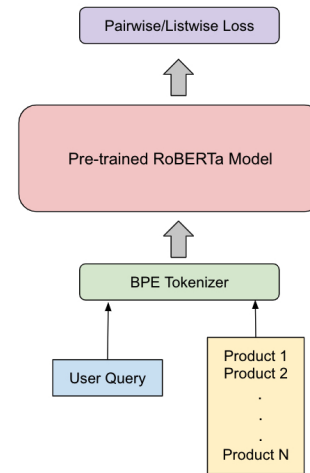 Pairwise/Listwise Loss
Pre-trained RoBERTa Model
BPE Tokenizer
User Query
Product 1
Product 2
.
.
.
Product N